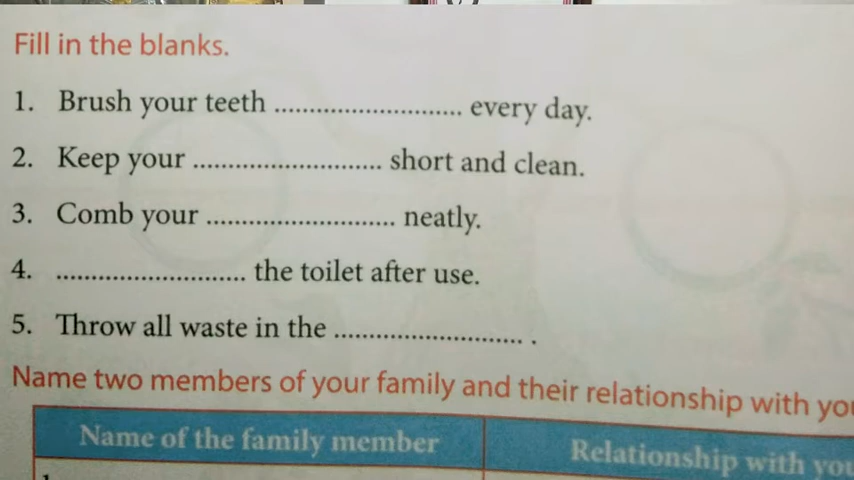 Fill in the blanks.
1. Brush your teeth ........................... every day.
2. Keep your ........................... short and clean.
3. Comb your ........................... neatly.
4. ........................... the toilet after use.
5. Throw all waste in the ........................... .
Name two members of your family and their relationship with
Name of the family member Relationship with